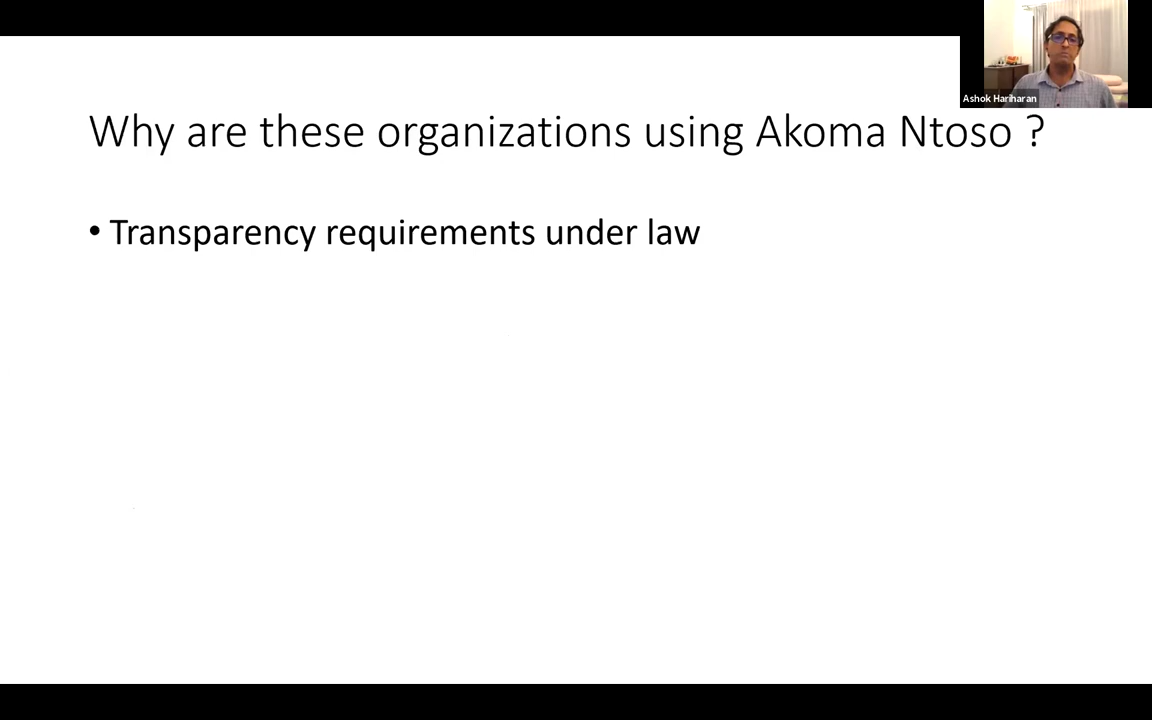 Ashok Hariharan
Why are these organizations using Akoma Ntoso ?
• Transparency requirements under law